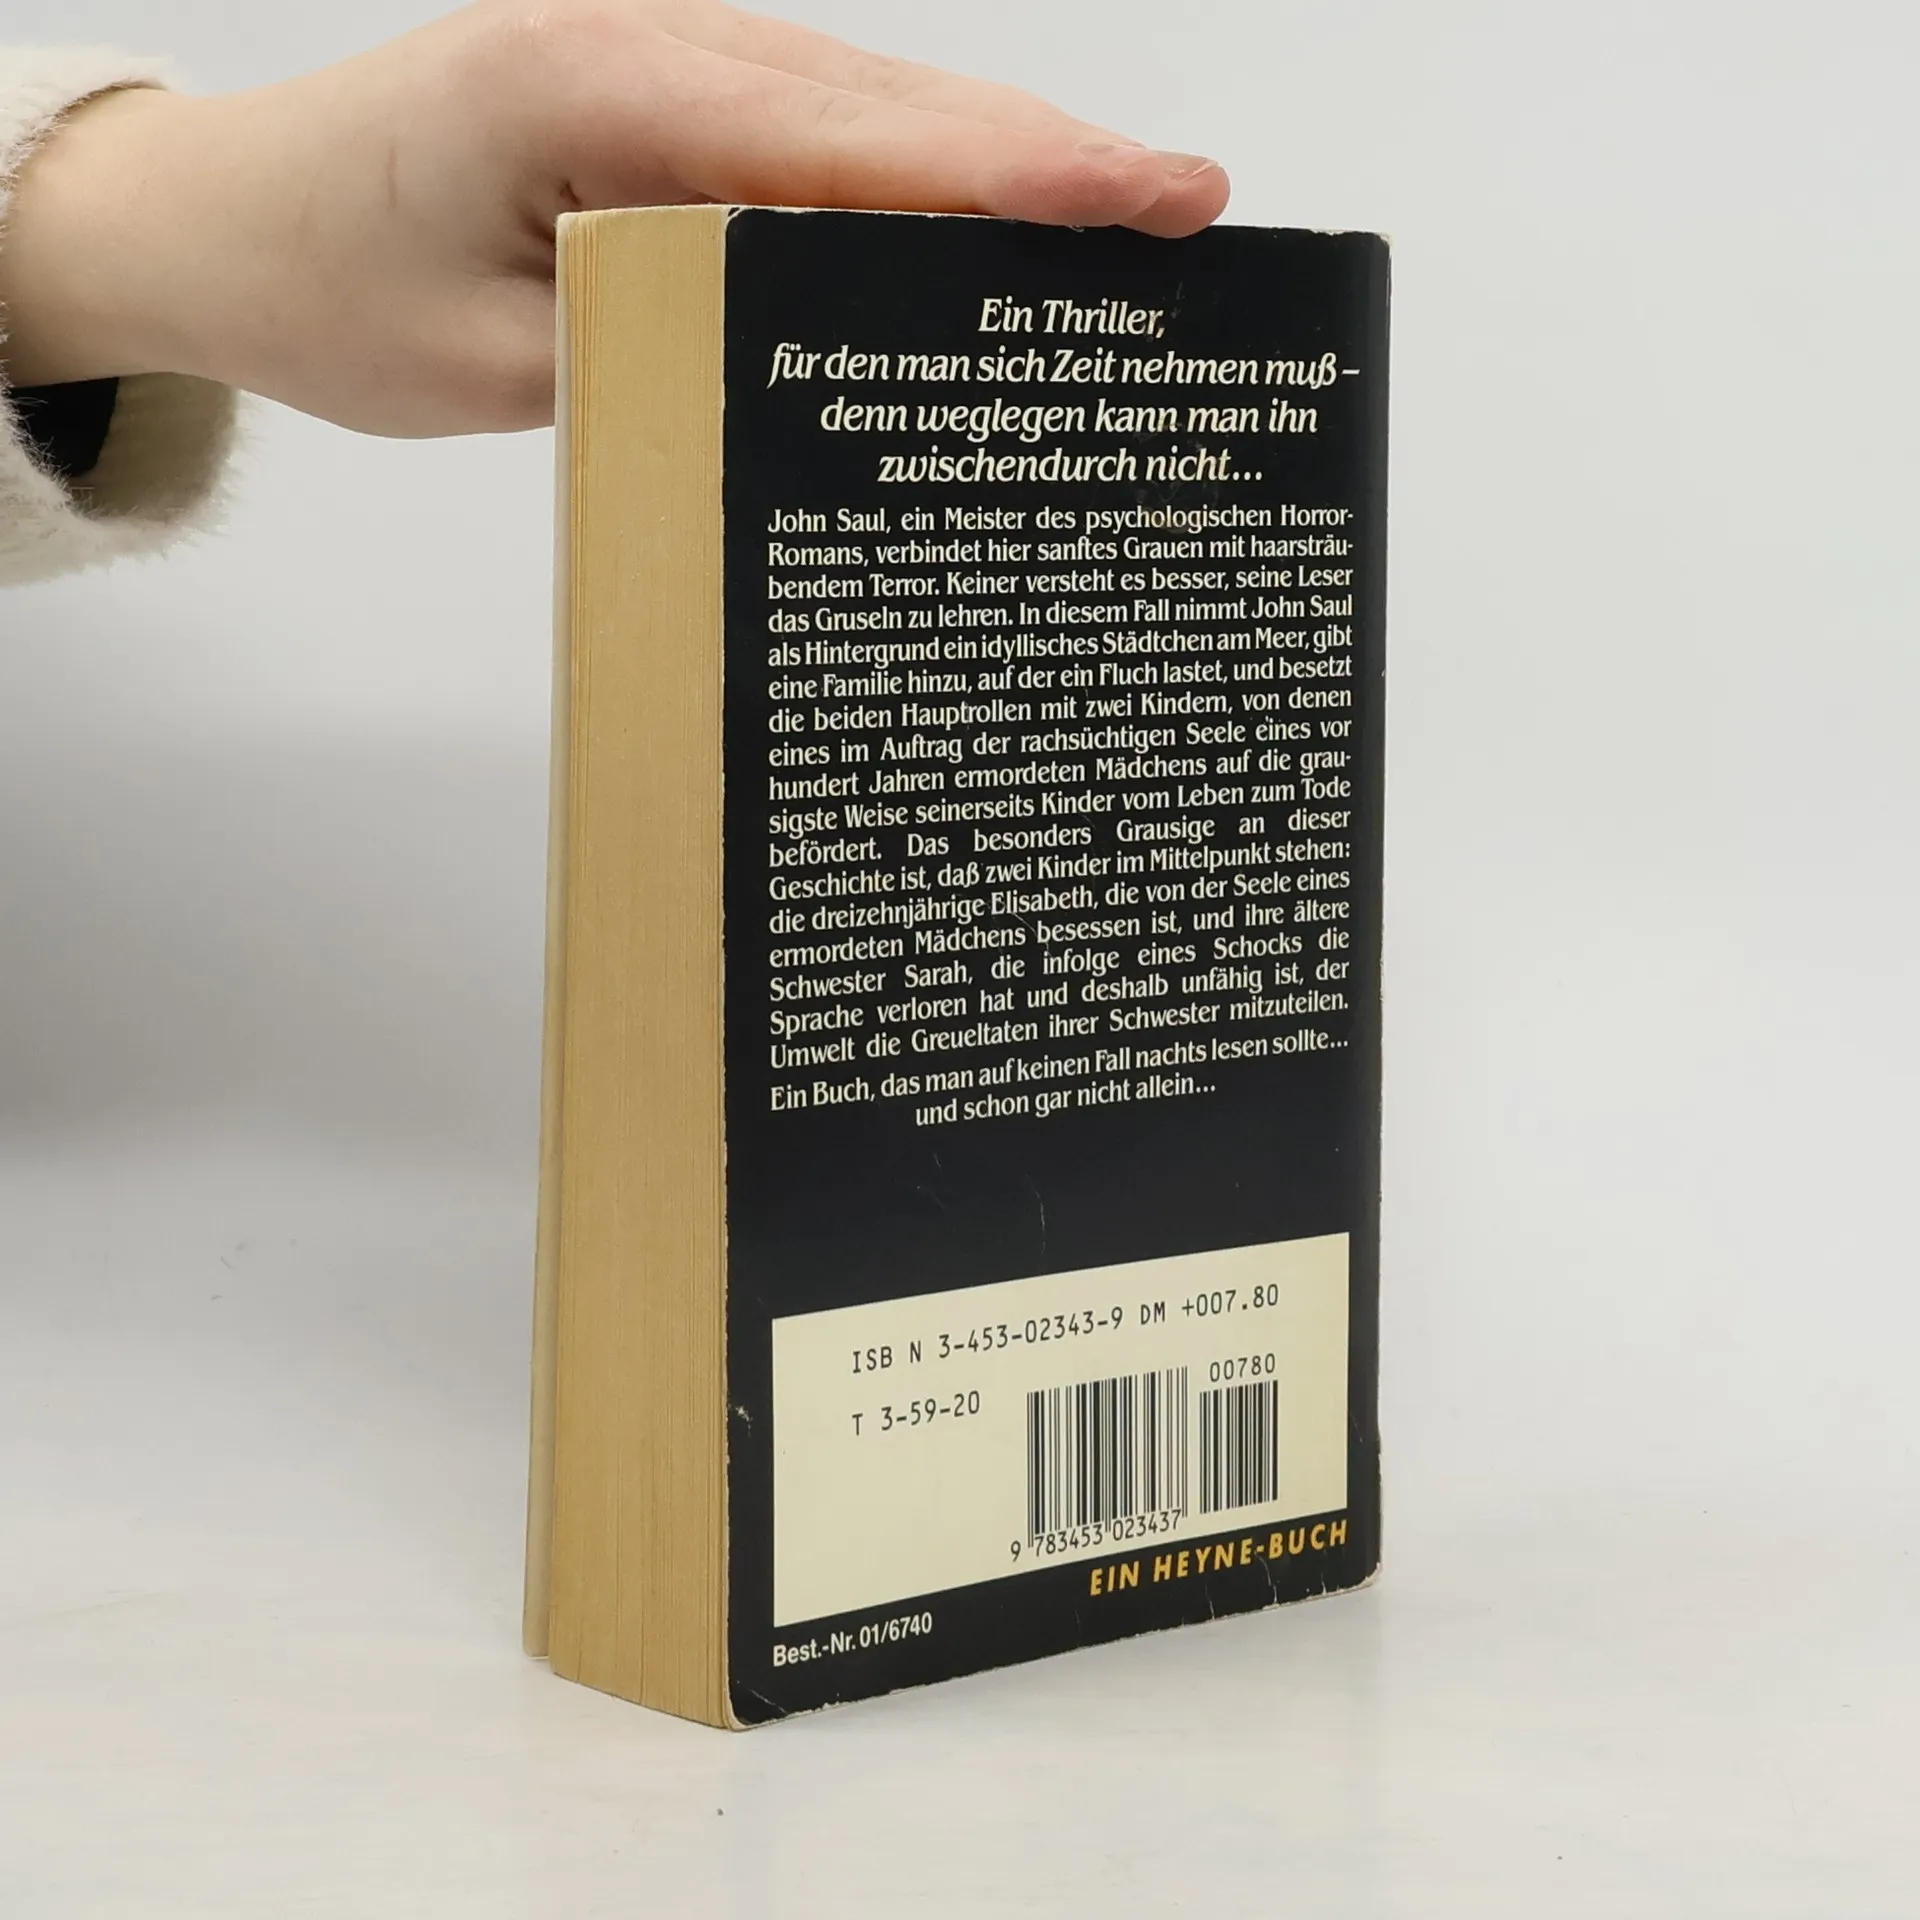 Ein Thriller,
für den man sich Zeit nehmen muß –
denn weglegen kann man ihn
zwischendurch nicht...
John Saul, ein Meister des psychologischen Horror-
Romans, verbindet hier sanftes Grauen mit haarsträu-
bendem Terror. Keiner versteht es besser, seine Leser
das Gruseln zu lehren. In diesem Fall nimmt John Saul
als Hintergrund ein idyllisches Städtchen am Meer, gibt
eine Familie hinzu, auf der ein Fluch lastet, und besetzt
die beiden Hauptrollen mit zwei Kindern, von denen
eines im Auftrag der rachsüchtigen Seele eines vor
hundert Jahren ermordeten Mädchens auf die grau-
sigste Weise seinerseits Kinder vom Leben zum Tode
befördert. Das besonders Grausige an dieser
Geschichte ist, daß zwei Kinder im Mittelpunkt stehen:
die dreizehnjährige Elisabeth, die von der Seele eines
ermordeten Mädchens besessen ist, und ihre ältere
Schwester Sarah, die infolge eines Schocks die
Sprache verloren hat und deshalb unfähig ist, der
Umwelt die Greueltaten ihrer Schwester mitzuteilen.
Ein Buch, das man auf keinen Fall nachts lesen sollte...
und schon gar nicht allein...
ISB N 3-453-02343-9 DM +007.80
00780
T 3-59-20
9 783453 023437
EIN HEYNE-BUCH
Best.-Nr. 01/6740